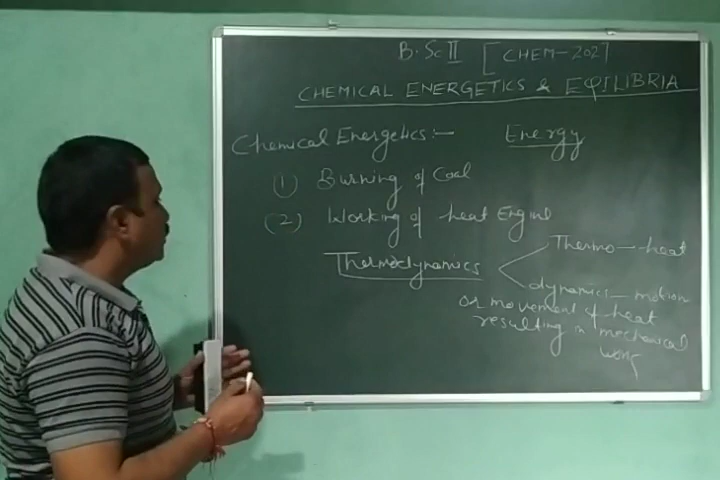 B.Sc II [CHEM-202]
CHEMICAL ENERGETICS & EQSILIBRIA
Chemical Energetics:- Energy
(1) Burning of Coal
(2) Working of heat Engine
Thermodynamics
Thermo - heat
dynamics - motion
or movement of heat
resulting in mechanical
work